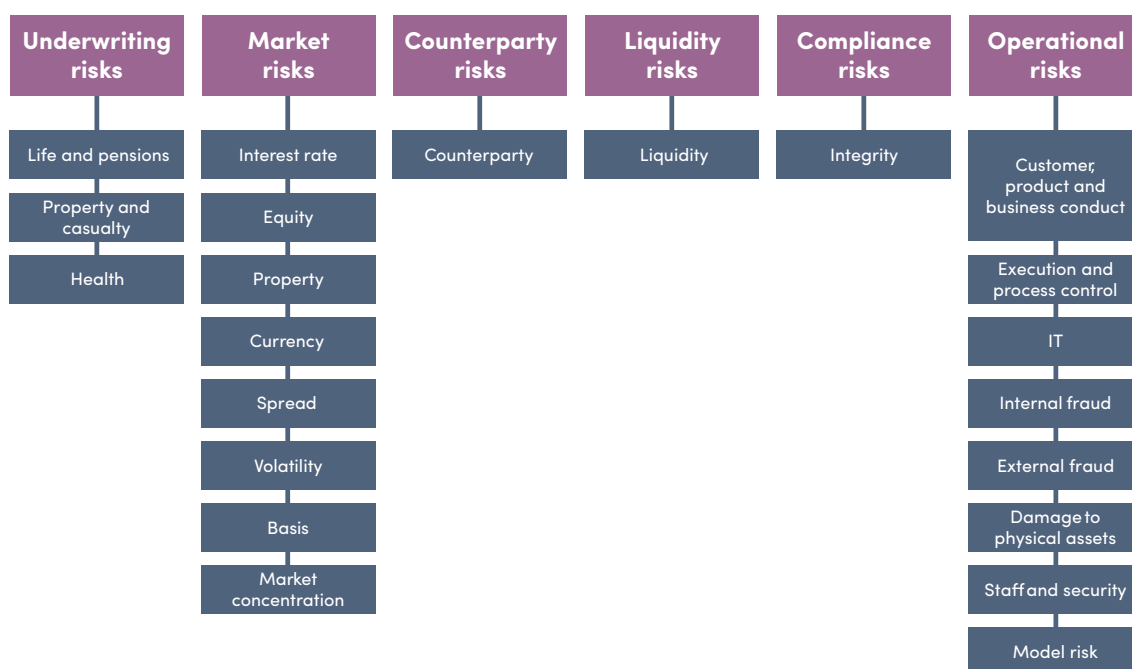 Underwriting
risks
Life and pensions
Property and
casualty
Health
Market
risks
Interest rate
Equity
Property
Currency
Spread
Volatility
Basis
Market
concentration
Counterparty
risks
Counterparty
Liquidity
risks
Liquidity
Compliance
risks
Integrity
Operational
risks
Customer,
product and
business conduct
Execution and
process control
IT
Internal fraud
External fraud
Damage to
physical assets
Staff and security
Model risk